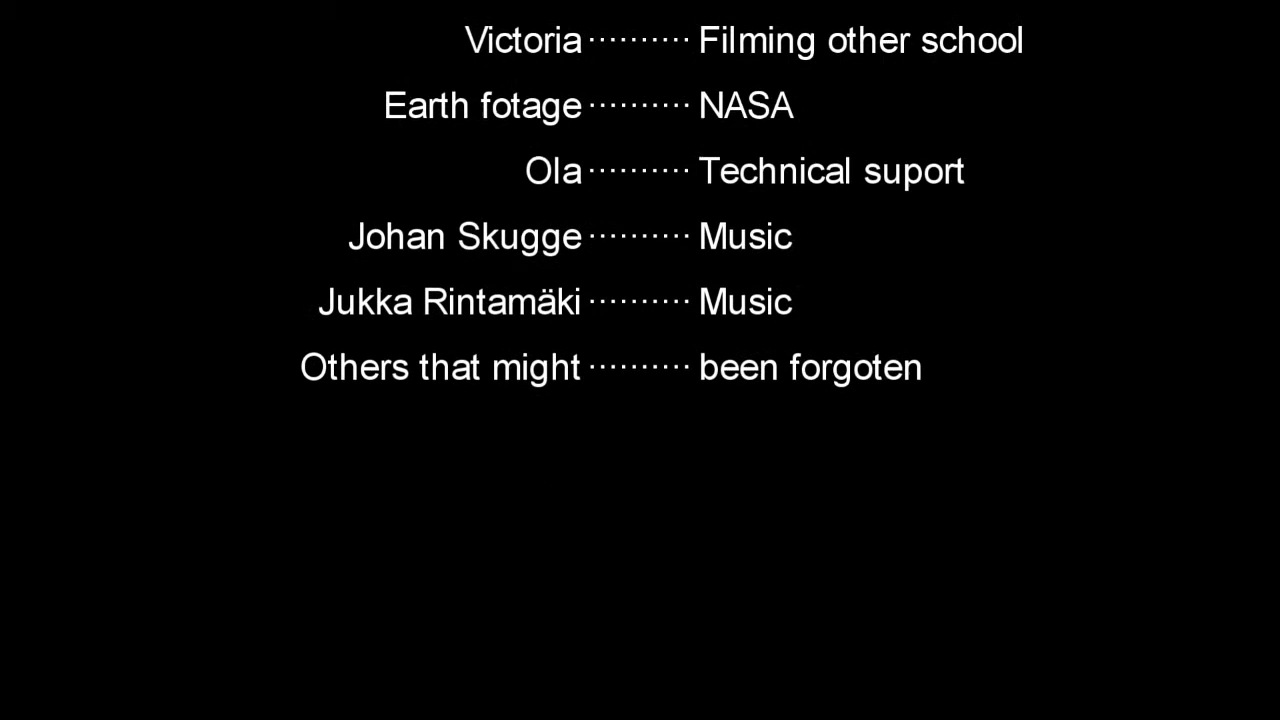 Victoria ·········· Filming other school
Earth fotage ·········· NASA
Ola ·········· Technical suport
Johan Skugge ·········· Music
Jukka Rintamäki ·········· Music
Others that might ·········· been forgoten